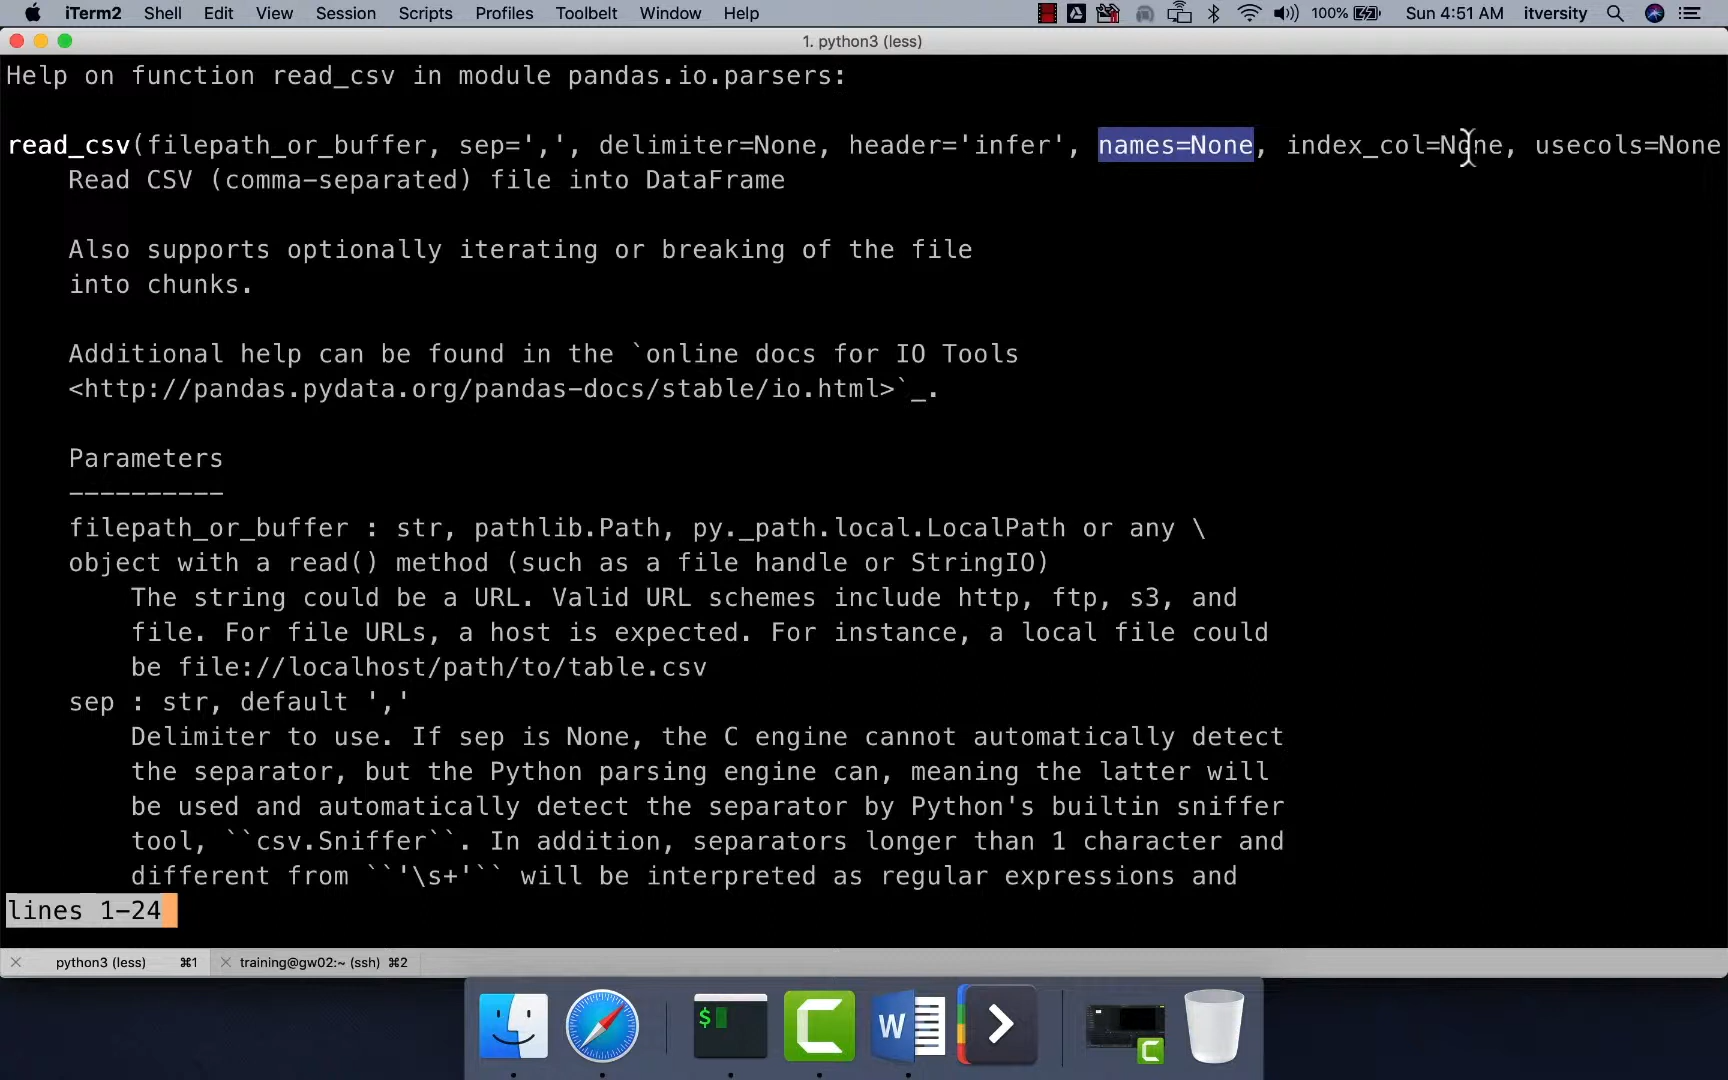 iTerm2 Shell Edit View Session Scripts Profiles Toolbelt Window Help 100% Sun 4:51 AM itversity
1. python3 (less)
Help on function read_csv in module pandas.io.parsers:
read_csv(filepath_or_buffer, sep=',', delimiter=None, header='infer', names=None, index_col=None, usecols=None
Read CSV (comma-separated) file into DataFrame
Also supports optionally iterating or breaking of the file
into chunks.
Additional help can be found in the `online docs for IO Tools
<http://pandas.pydata.org/pandas-docs/stable/io.html>`_.
Parameters
----------
filepath_or_buffer : str, pathlib.Path, py._path.local.LocalPath or any \
object with a read() method (such as a file handle or StringIO)
The string could be a URL. Valid URL schemes include http, ftp, s3, and
file. For file URLs, a host is expected. For instance, a local file could
be file://localhost/path/to/table.csv
sep : str, default ','
Delimiter to use. If sep is None, the C engine cannot automatically detect
the separator, but the Python parsing engine can, meaning the latter will
be used and automatically detect the separator by Python's builtin sniffer
tool, ``csv.Sniffer``. In addition, separators longer than 1 character and
different from ``'\s+'`` will be interpreted as regular expressions and
lines 1-24
python3 (less) ⌘1 training@gw02:~ (ssh) ⌘2
$ C W
C